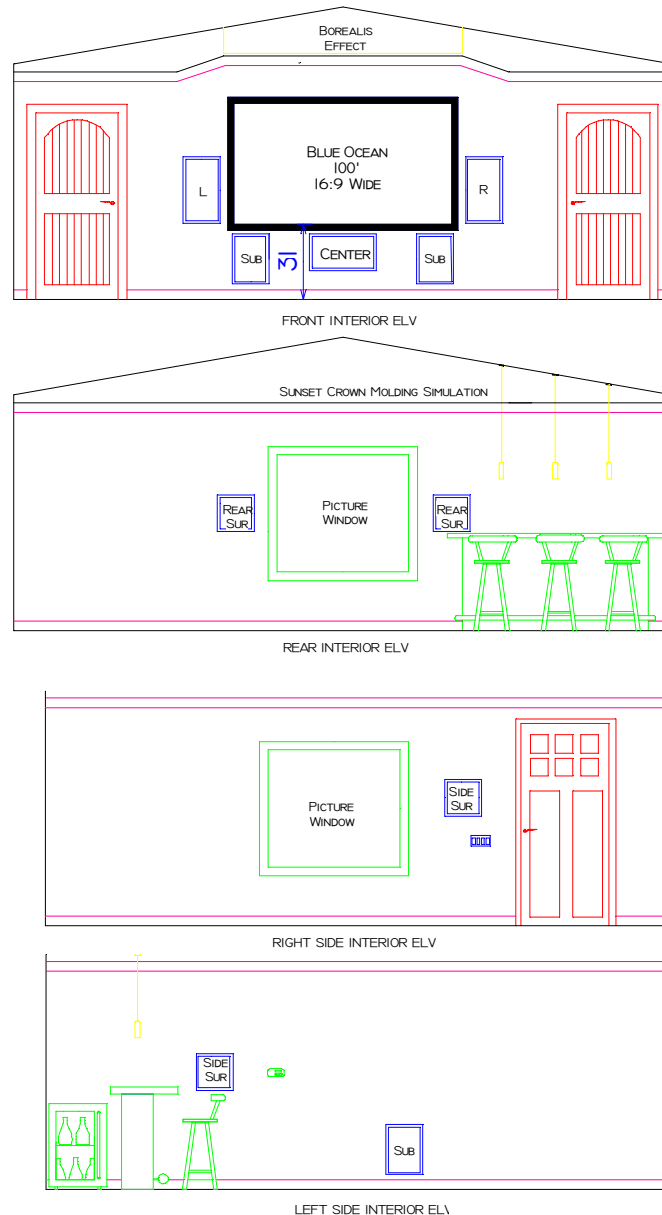 Borealis
Effect
Blue Ocean
100'
16:9 Wide
L
R
Sub
31
Center
Sub
FRONT INTERIOR ELV
Sunset Crown Molding Simulation
Rear
Sur
Picture
Window
Rear
Sur
REAR INTERIOR ELV
Picture
Window
Side
Sur
RIGHT SIDE INTERIOR ELV
Side
Sur
Sub
LEFT SIDE INTERIOR ELV